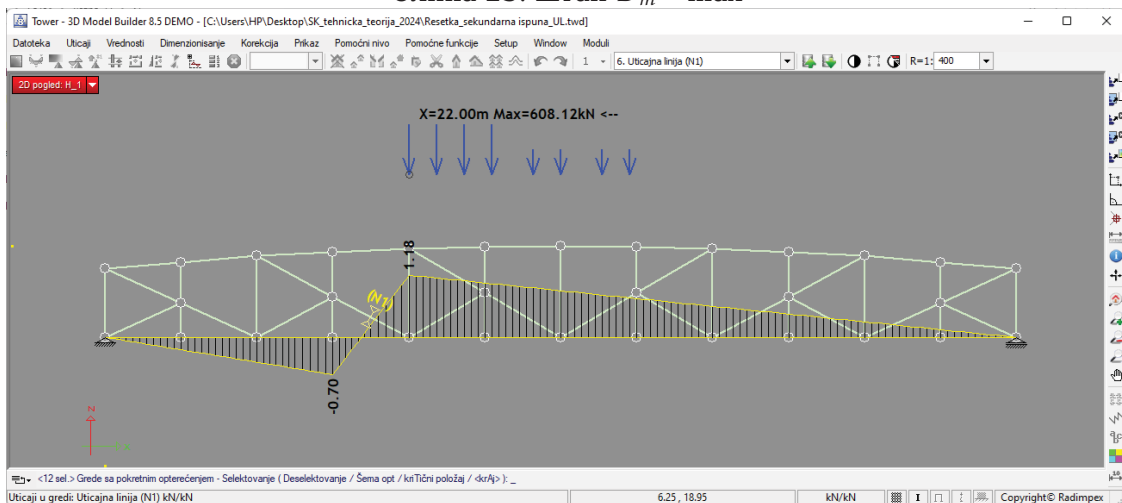 Tower - 3D Model Builder 8.5 DEMO - [C:\Users\HP\Desktop\SK_tehnicka_teorija_2024\Resetka_sekundarna ispuna_UL.twd]
Datoteka Uticaji Vrednosti Dimenzionisanje Korekcija Prikaz Pomoćni nivo Pomoćne funkcije Setup Window Moduli
1 - 6. Uticajna linija (N1) R=1: 400
2D pogled: H_1
X=22.00m Max=608.12kN <--
1.18
(N1)
-0.70
N
<12 sel.> Grede sa pokretnim opterećenjem - Selektovanje ( Deselektovanje / Šema opt / kriTični položaj / <krAj> ): _
Uticaji u gredi: Uticajna linija (N1) kN/kN 6.25 , 18.95 kN/kN Copyright© Radimpex